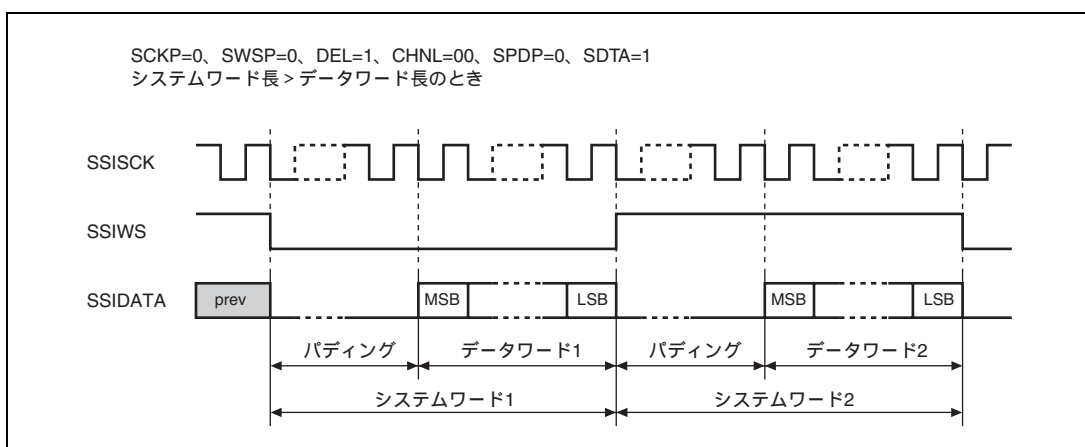 SCKP=0、SWSP=0、DEL=1、CHNL=00、SPDP=0、SDTA=1
システムワード長 > データワード長のとき
SSISCK
SSIWS
SSIDATA
prev
MSB
LSB
MSB
LSB
パディング
データワード1
パディング
データワード2
システムワード1
システムワード2